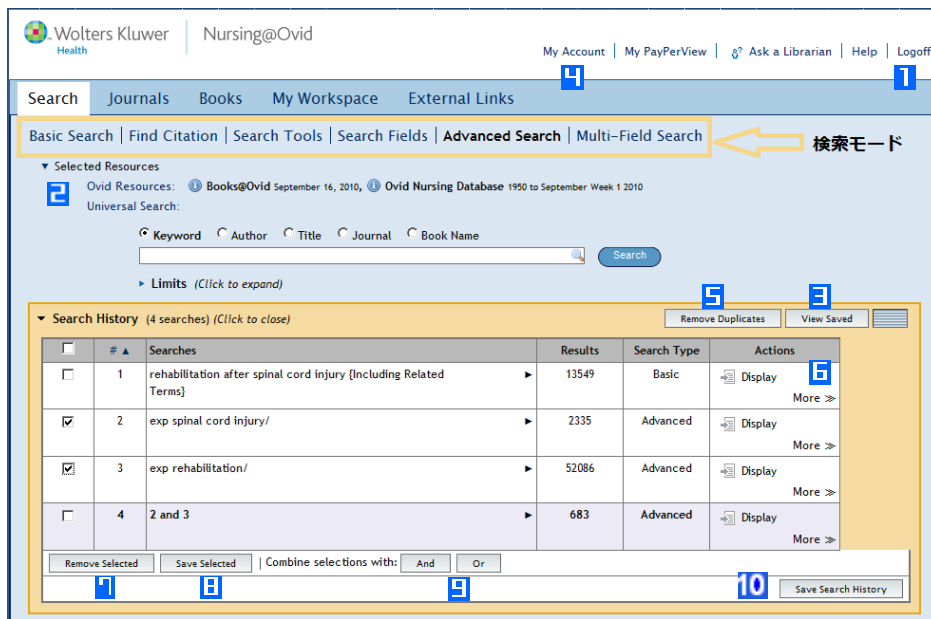 Wolters Kluwer
Health
Nursing@Ovid
My Account | My PayPerView | Ask a Librarian | Help | Logoff
4 1
Search Journals Books My Workspace External Links
Basic Search | Find Citation | Search Tools | Search Fields | Advanced Search | Multi-Field Search
検索モード
▼ Selected Resources
2
Ovid Resources: Books@Ovid September 16, 2010, Ovid Nursing Database 1950 to September Week 1 2010
Universal Search:
Keyword Author Title Journal Book Name
Search
▸ Limits (Click to expand)
5 3
▼ Search History (4 searches) (Click to close) Remove Duplicates View Saved
# ▲ Searches Results Search Type Actions
6
1 rehabilitation after spinal cord injury {Including Related Terms} ▸ 13549 Basic Display
More ≫
2 exp spinal cord injury/ ▸ 2335 Advanced Display
More ≫
3 exp rehabilitation/ ▸ 52086 Advanced Display
More ≫
4 2 and 3 ▸ 683 Advanced Display
More ≫
Remove Selected Save Selected | Combine selections with: And Or
7 8 9 10
Save Search History